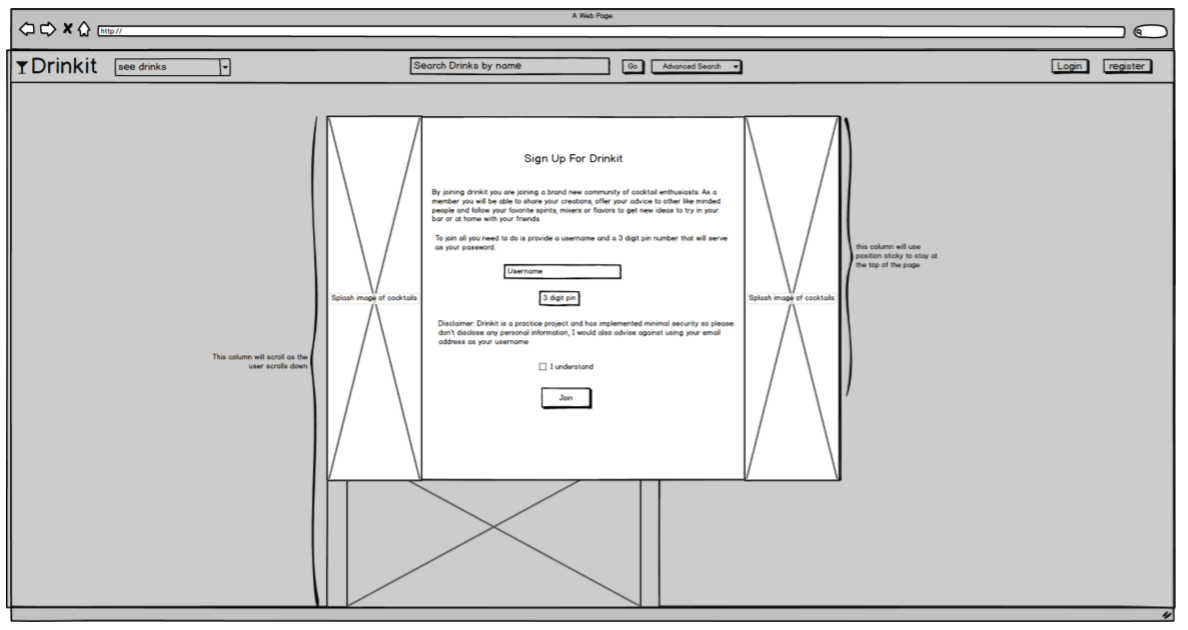 A Web Page
http://
Drinkit
see drinks
Search Drinks by name
Go
Advanced Search
Login
register
Sign Up For Drinkit
By joining drinkit you are joining a brand new community of cocktail enthusiasts. As a
member you will be able to share your creations, offer your advice to other like minded
people and follow your favorite spirits, mixers or flavors to get new ideas to try in your
bar or at home with your friends.
To join all you need to do is provide a username and a 3 digit pin number that will serve
as your password.
Username
3 digit pin
Splash image of cocktails
Splash image of cocktails
Disclaimer: Drinkit is a practice project and has implemented minimal security so please
don't disclose any personal information, I would also advise against using your email
address as your username
I understand
Join
This column will scroll as the
user scrolls down
this column will use
position sticky to stay at
the top of the page